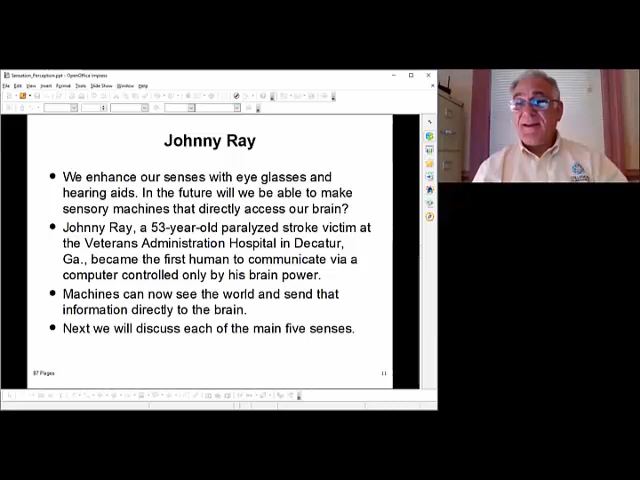 Sensation_Perception.ppt - OpenOffice Impress
File Edit View Insert Format Tools Slide Show Window Help
Johnny Ray
• We enhance our senses with eye glasses and
hearing aids. In the future will we be able to make
sensory machines that directly access our brain?
• Johnny Ray, a 53-year-old paralyzed stroke victim at
the Veterans Administration Hospital in Decatur,
Ga., became the first human to communicate via a
computer controlled only by his brain power.
• Machines can now see the world and send that
information directly to the brain.
• Next we will discuss each of the main five senses.
87 Pages
11